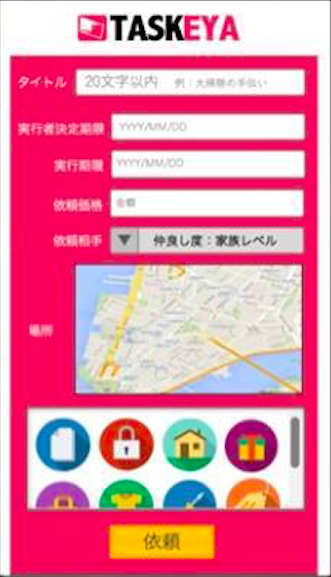 TASKEYA
タイトル 20文字以内 例：大掃除の手伝い
実行者決定期限 YYYY/MM/DD
実行期限 YYYY/MM/DD
依頼価格 金額
依頼相手 ▼ 仲良し度：家族レベル
場所
依頼